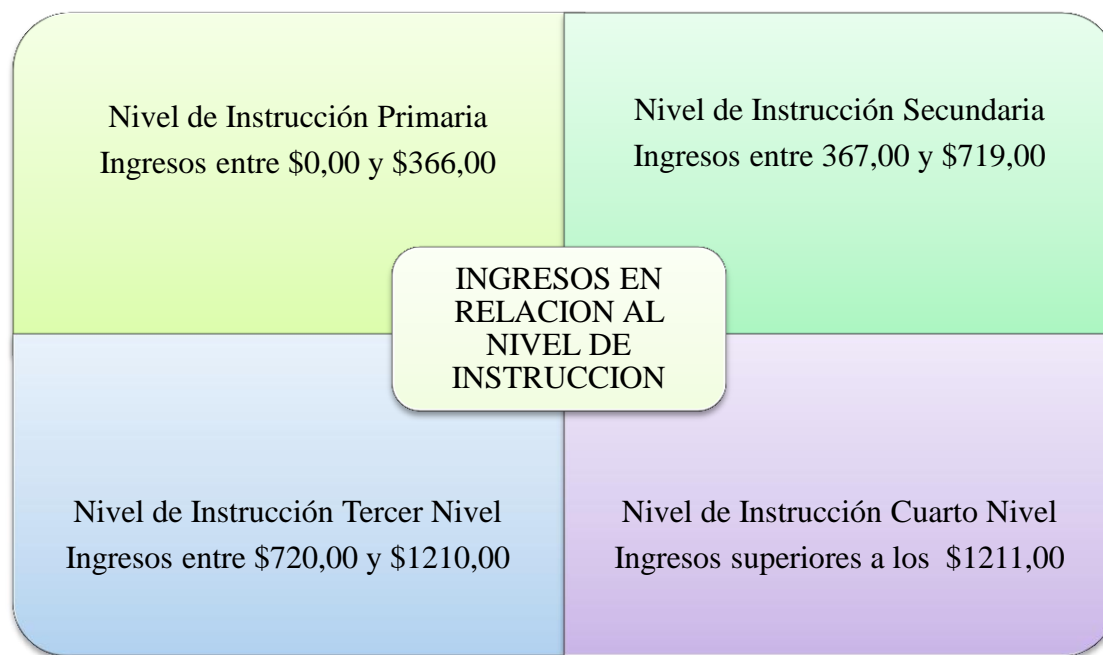 Nivel de Instrucción Primaria
Ingresos entre $0,00 y $366,00
Nivel de Instrucción Secundaria
Ingresos entre 367,00 y $719,00
INGRESOS EN
RELACION AL
NIVEL DE
INSTRUCCION
Nivel de Instrucción Tercer Nivel
Ingresos entre $720,00 y $1210,00
Nivel de Instrucción Cuarto Nivel
Ingresos superiores a los $1211,00